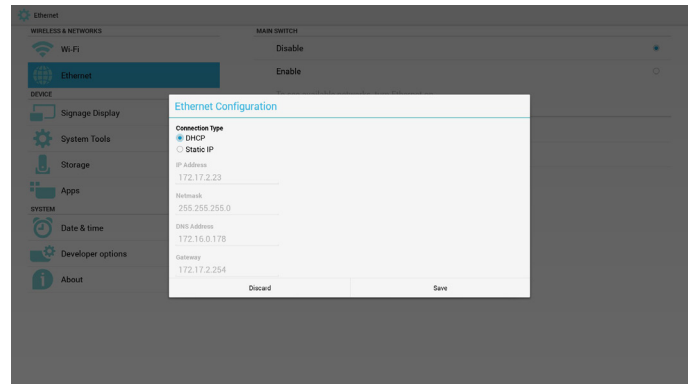 Ethernet
WIRELESS & NETWORKS
Wi-Fi
Ethernet
DEVICE
Signage Display
System Tools
Storage
Apps
SYSTEM
Date & time
Developer options
About
MAIN SWITCH
Disable
Enable
Ethernet Configuration
Connection Type
DHCP
Static IP
IP Address
172.17.2.23
Netmask
255.255.255.0
DNS Address
172.16.0.178
Gateway
172.17.2.254
Discard
Save